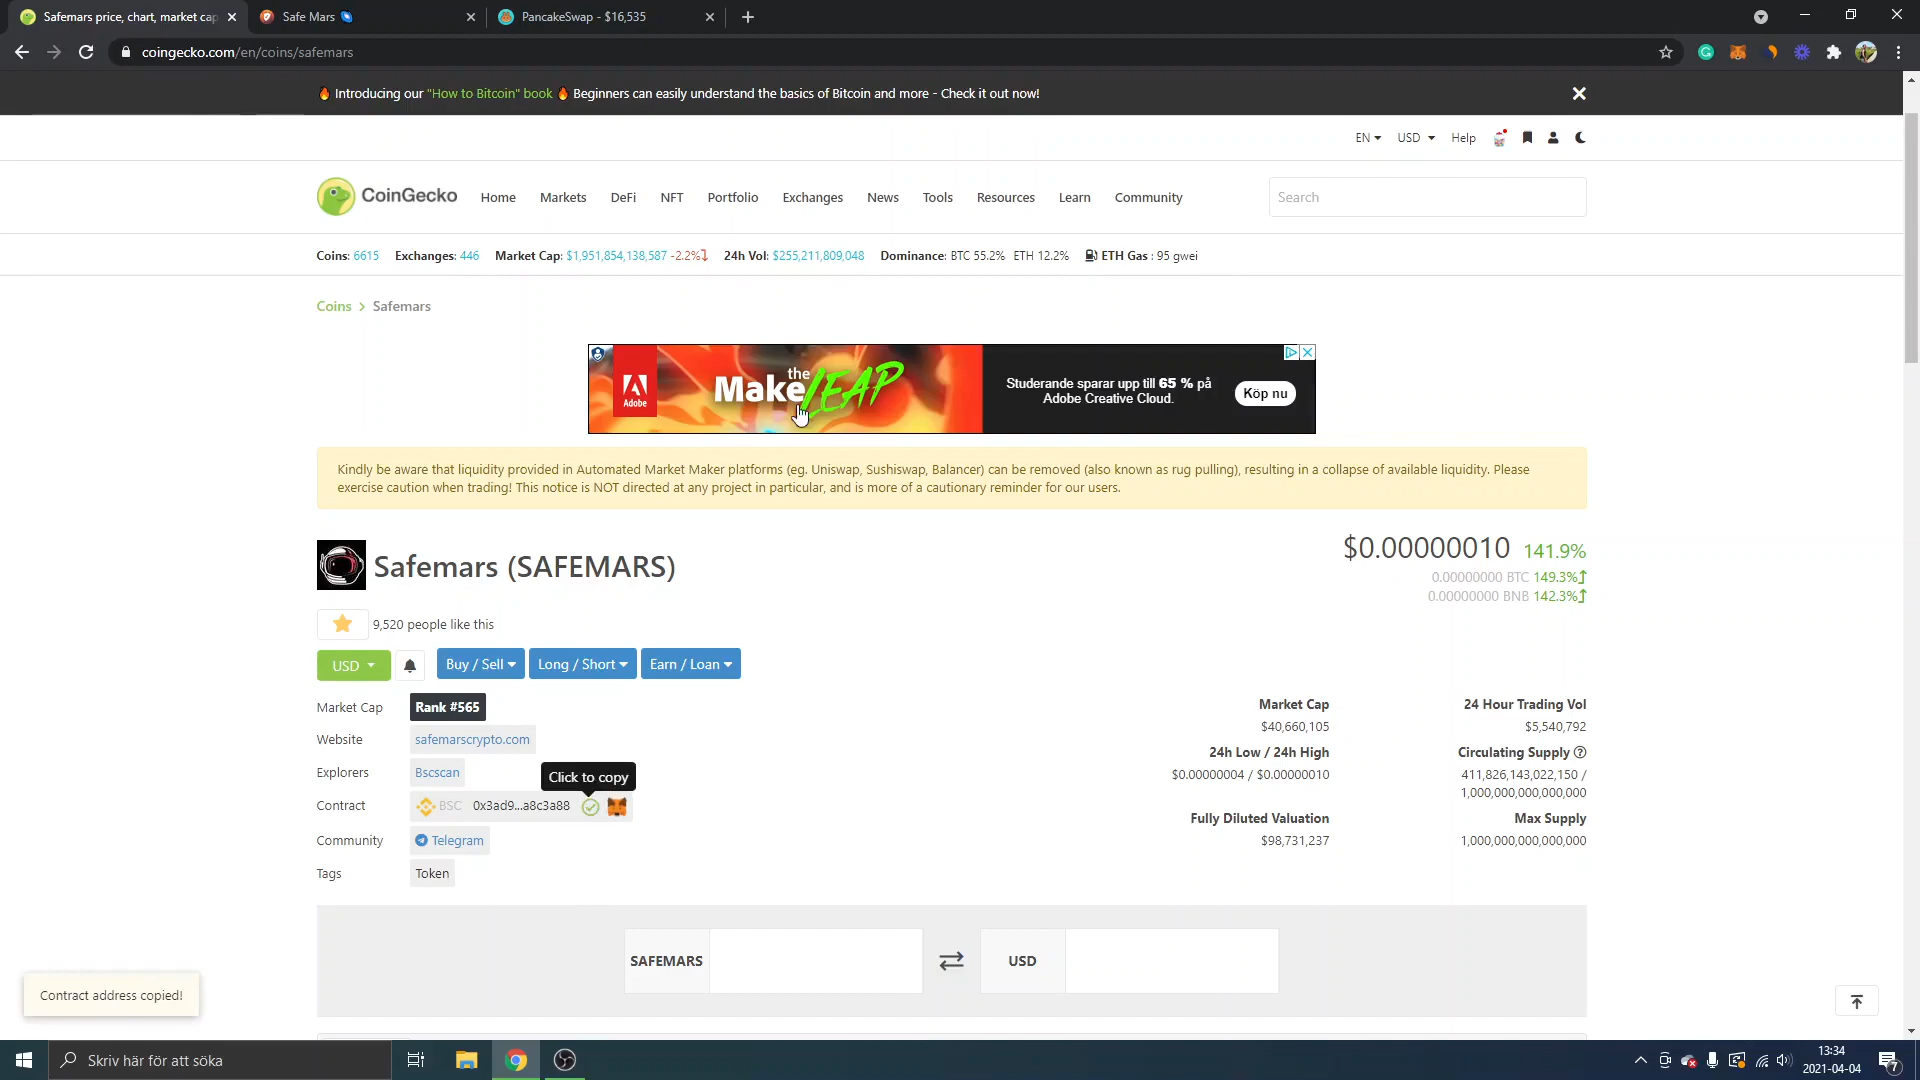 Safemars price, chart, market cap
Safe Mars
PancakeSwap - $16,535
coingecko.com/en/coins/safemars
Introducing our "How to Bitcoin" book Beginners can easily understand the basics of Bitcoin and more - Check it out now!
EN USD Help
CoinGecko Home Markets DeFi NFT Portfolio Exchanges News Tools Resources Learn Community Search
Coins: 6615 Exchanges: 446 Market Cap: $1,951,854,138,587 -2.2% 24h Vol: $255,211,809,048 Dominance: BTC 55.2% ETH 12.2% ETH Gas : 95 gwei
Coins > Safemars
Adobe
the
Make LEAP
Studerande sparar upp till 65 % på
Adobe Creative Cloud.
Köp nu
Kindly be aware that liquidity provided in Automated Market Maker platforms (eg. Uniswap, Sushiswap, Balancer) can be removed (also known as rug pulling), resulting in a collapse of available liquidity. Please
exercise caution when trading! This notice is NOT directed at any project in particular, and is more of a cautionary reminder for our users.
Safemars (SAFEMARS)
$0.00000010 141.9%
0.00000000 BTC 149.3%
0.00000000 BNB 142.3%
9,520 people like this
USD Buy / Sell Long / Short Earn / Loan
Market Cap Rank #565
Website safemarscrypto.com
Explorers Bscscan
Click to copy
Contract BSC 0x3ad9...a8c3a88
Community Telegram
Tags Token
Market Cap
$40,660,105
24h Low / 24h High
$0.00000004 / $0.00000010
Fully Diluted Valuation
$98,731,237
24 Hour Trading Vol
$5,540,792
Circulating Supply
411,826,143,022,150 /
1,000,000,000,000,000
Max Supply
1,000,000,000,000,000
SAFEMARS USD
Contract address copied!
Skriv här för att söka
13:34
2021-04-04
7